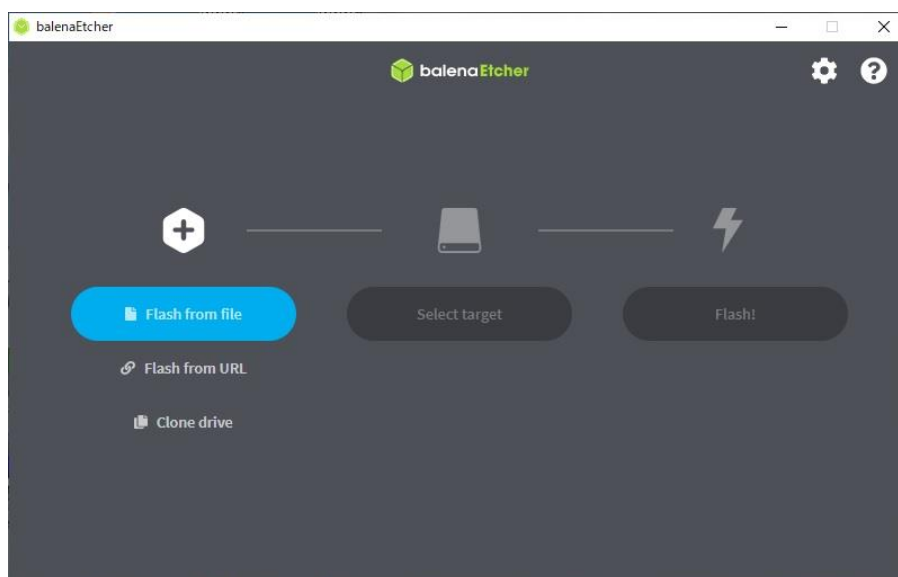 balenaEtcher
balenaEtcher
Flash from file
Select target
Flash!
Flash from URL
Clone drive